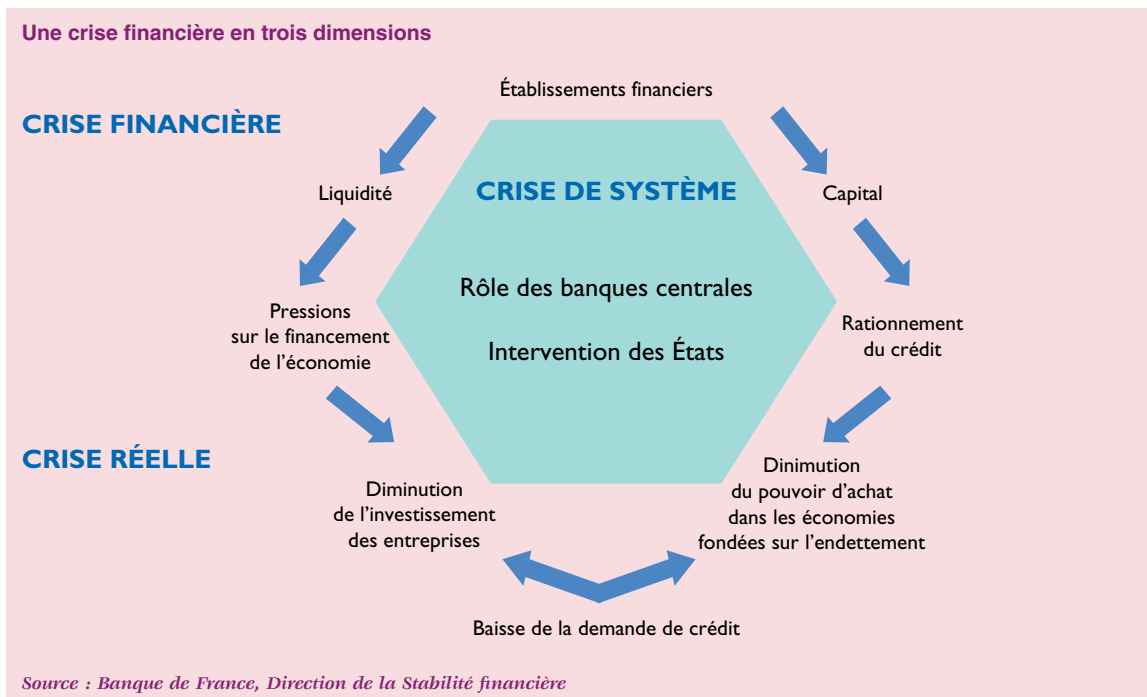 Une crise financière en trois dimensions
Établissements financiers
CRISE FINANCIÈRE
Liquidité
CRISE DE SYSTÈME
Capital
Rôle des banques centrales
Intervention des États
Pressions
sur le financement
de l’économie
Rationnement
du crédit
CRISE RÉELLE
Diminution
de l’investissement
des entreprises
Dinimution
du pouvoir d’achat
dans les économies
fondées sur l’endettement
Baisse de la demande de crédit
Source : Banque de France, Direction de la Stabilité financière